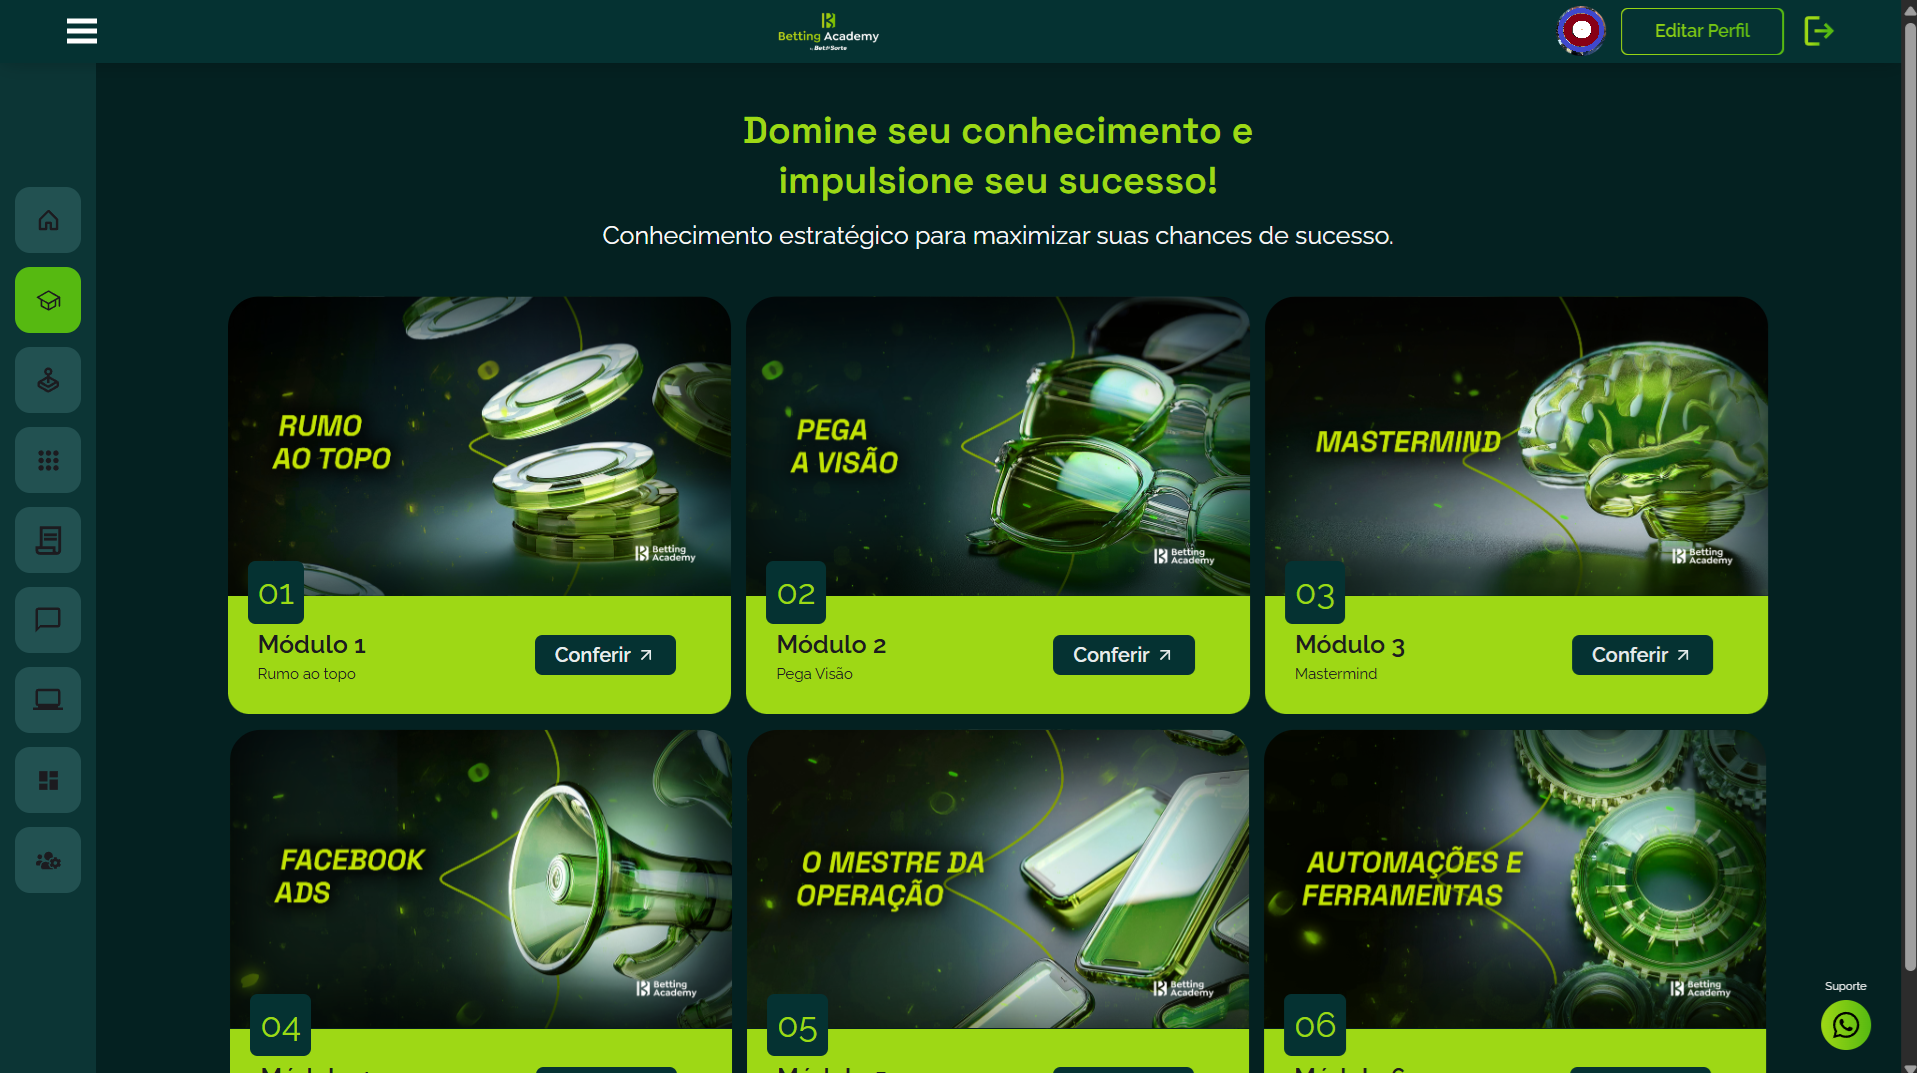 Betting Academy
by BetdaSorte
Editar Perfil
Domine seu conhecimento e
impulsione seu sucesso!
Conhecimento estratégico para maximizar suas chances de sucesso.
RUMO
AO TOPO
Betting
Academy
01
Módulo 1
Rumo ao topo
Conferir
PEGA
A VISÃO
Betting
Academy
02
Módulo 2
Pega Visão
Conferir
MASTERMIND
Betting
Academy
03
Módulo 3
Mastermind
Conferir
FACEBOOK
ADS
Betting
Academy
04
O MESTRE DA
OPERAÇÃO
Betting
Academy
05
AUTOMAÇÕES E
FERRAMENTAS
Betting
Academy
06
Suporte